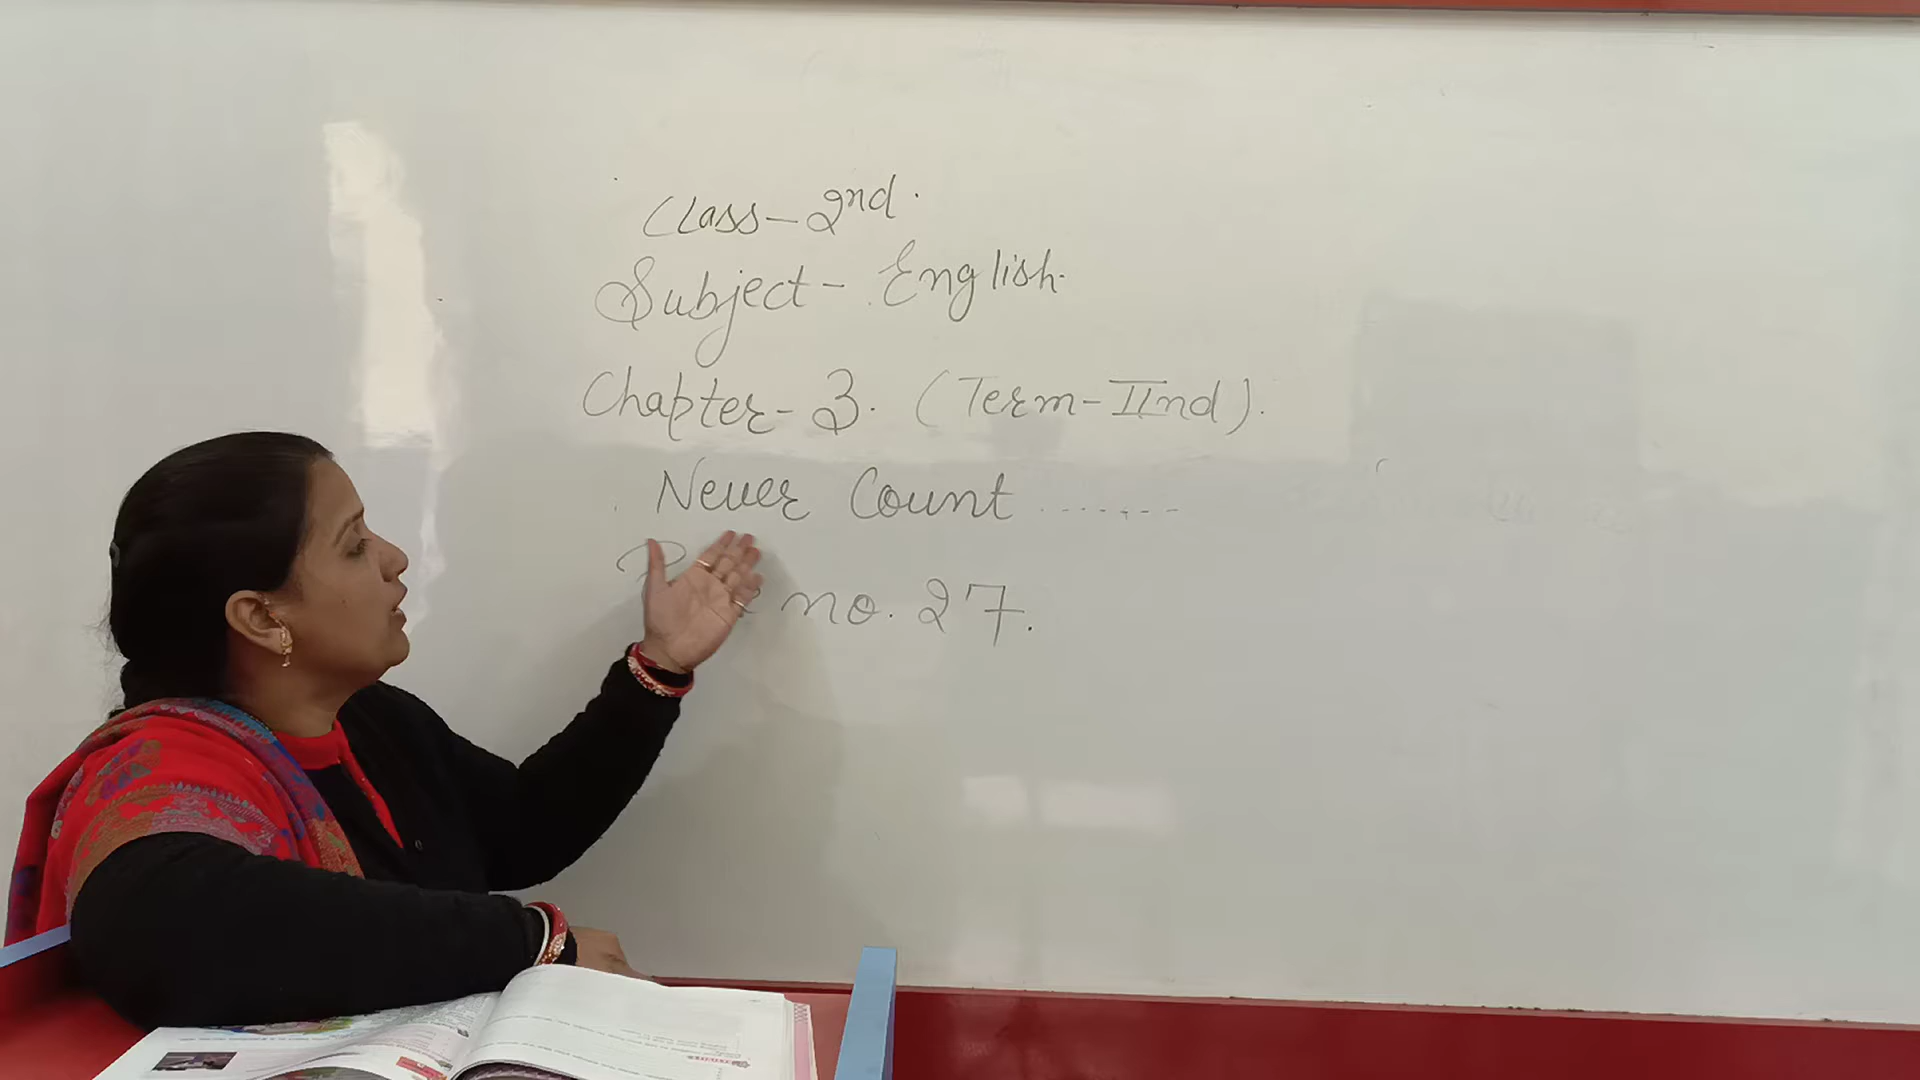 Class - 2nd.
Subject - English.
Chapter - 3. (Term - IInd).
Never Count .......
no. 27.